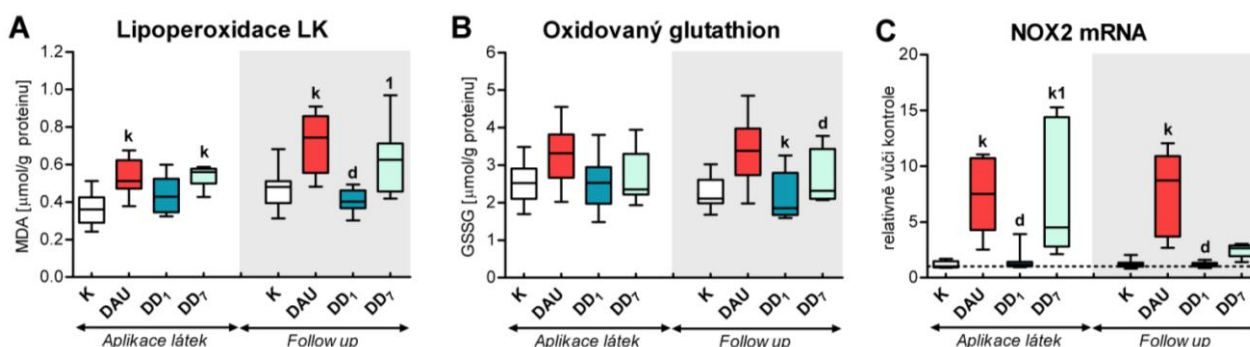 A
Lipoperoxidace LK
MDA [µmol/g proteinu]
1.2
1.0
0.8
0.6
0.4
0.2
0.0
k
k
k
d
1
K
DAU
DD1
DD7
K
DAU
DD1
DD7
Aplikace látek
Follow up
B
Oxidovaný glutathion
GSSG [µmol/g proteinu]
6
5
4
3
2
1
0
k
d
K
DAU
DD1
DD7
K
DAU
DD1
DD7
Aplikace látek
Follow up
C
NOX2 mRNA
relativně vůči kontrole
20
15
10
5
0
k
d
k1
k
d
K
DAU
DD1
DD7
K
DAU
DD1
DD7
Aplikace látek
Follow up